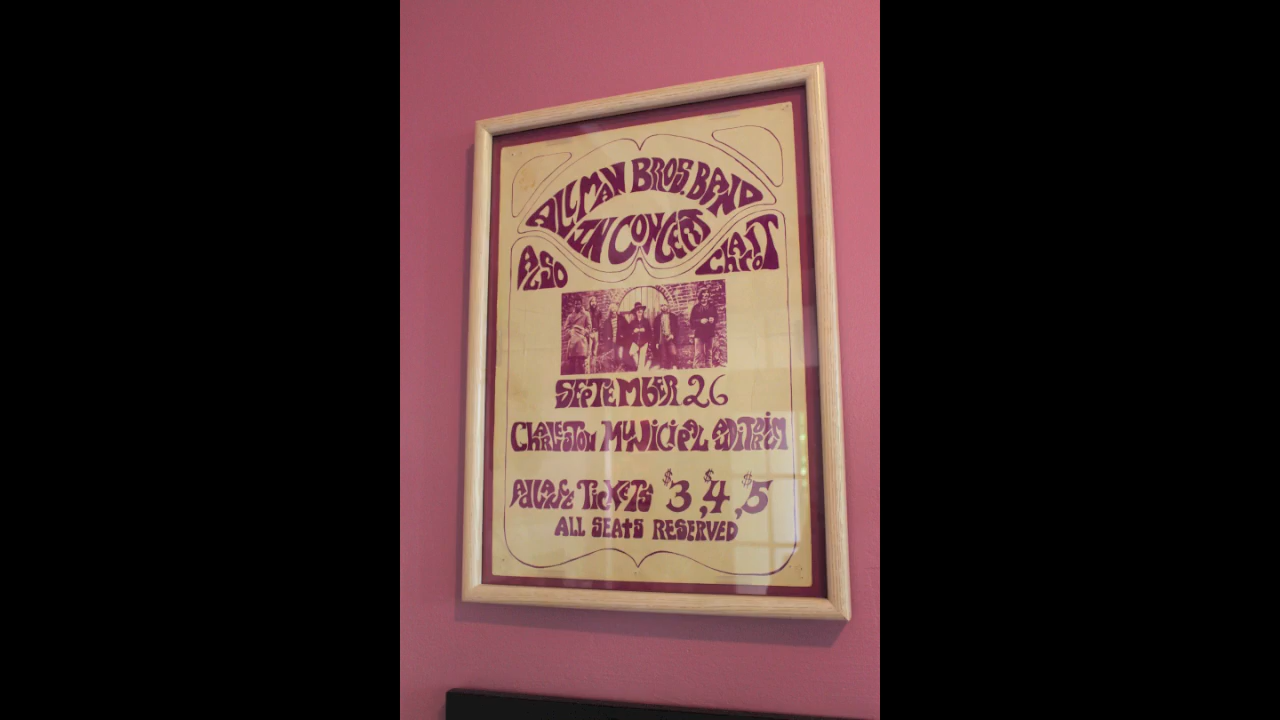 ALLMAN BROS. BAND
IN CONCERT
ALSO
SEPTEMBER 26
CHARLESTON MUNICIPAL AUDITORIUM
ADVANCE TICKETS $3, $4, $5
ALL SEATS RESERVED